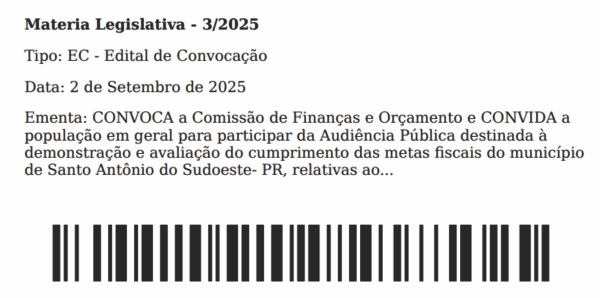 Materia Legislativa - 3/2025
Tipo: EC - Edital de Convocação
Data: 2 de Setembro de 2025
Ementa: CONVOCA a Comissão de Finanças e Orçamento e CONVIDA a
população em geral para participar da Audiência Pública destinada à
demonstração e avaliação do cumprimento das metas fiscais do município
de Santo Antônio do Sudoeste- PR, relativas ao...